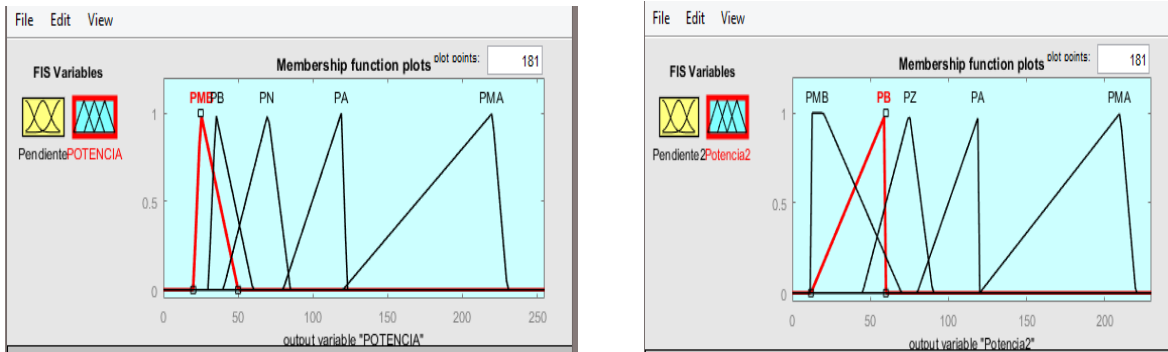 File Edit View
FIS Variables
Pendiente POTENCIA
Membership function plots
plot points:
181
PMB PB PN PA PMA
1
0.5
0
0 50 100 150 200 250
output variable "POTENCIA"
File Edit View
FIS Variables
Pendiente2 Potencia2
Membership function plots
plot points:
181
PMB PB PZ PA PMA
1
0.5
0
0 50 100 150 200
output variable "Potencia2"